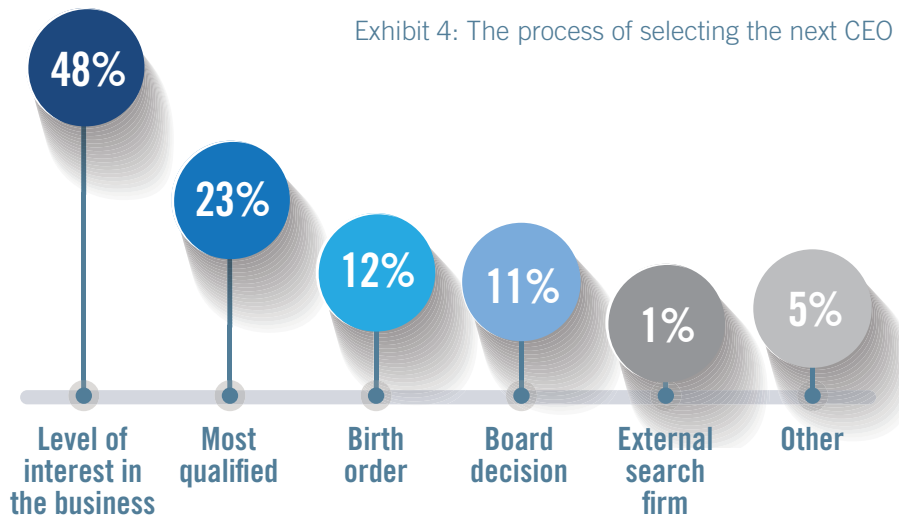 Exhibit 4: The process of selecting the next CEO
48%
23%
12%
11%
1%
5%
Level of
interest in
the business
Most
qualified
Birth
order
Board
decision
External
search
firm
Other